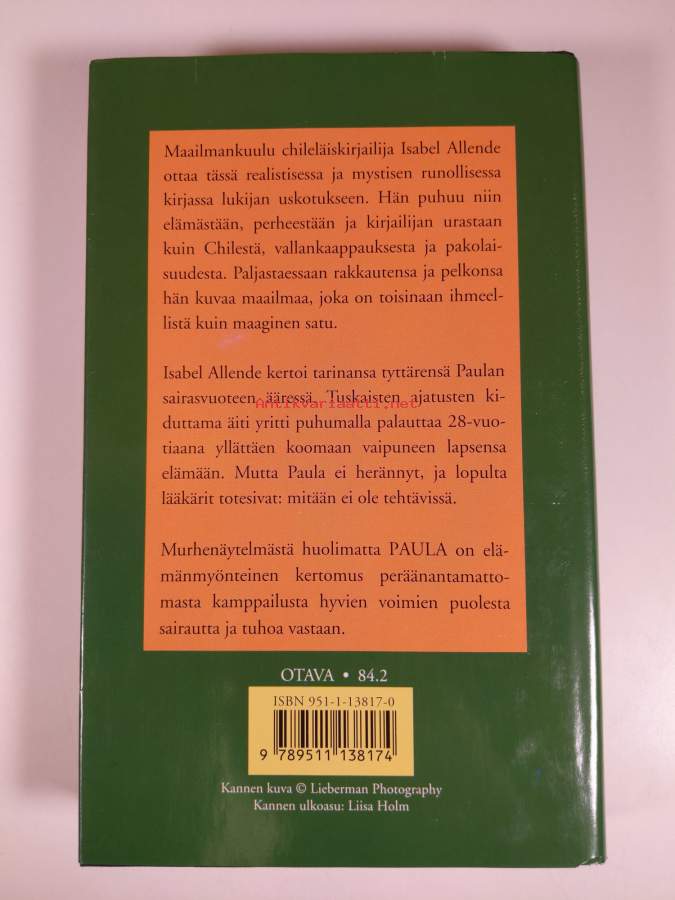 Maailmankuulu chileläiskirjailija Isabel Allende
ottaa tässä realistisessa ja mystisen runollisessa
kirjassa lukijan uskotukseen. Hän puhuu niin
elämästään, perheestään ja kirjailijan urastaan
kuin Chilestä, vallankaappauksesta ja pakolai-
suudesta. Paljastaessaan rakkautensa ja pelkonsa
hän kuvaa maailmaa, joka on toisinaan ihmeel-
listä kuin maaginen satu.
Isabel Allende kertoi tarinansa tyttärensä Paulan
sairasvuoteen ääressä. Tuskaisten ajatusten ki-
Antikvariaatti.net
duttama äiti yritti puhumalla palauttaa 28-vuo-
tiaana yllättäen koomaan vaipuneen lapsensa
elämään. Mutta Paula ei herännyt, ja lopulta
lääkärit totesivat: mitään ei ole tehtävissä.
Murhenäytelmästä huolimatta PAULA on elä-
mänmyönteinen kertomus peräänantamatto-
masta kamppailusta hyvien voimien puolesta
sairautta ja tuhoa vastaan.
OTAVA • 84.2
ISBN 951-1-13817-0
9 789511 138174
Kannen kuva © Lieberman Photography
Kannen ulkoasu: Liisa Holm